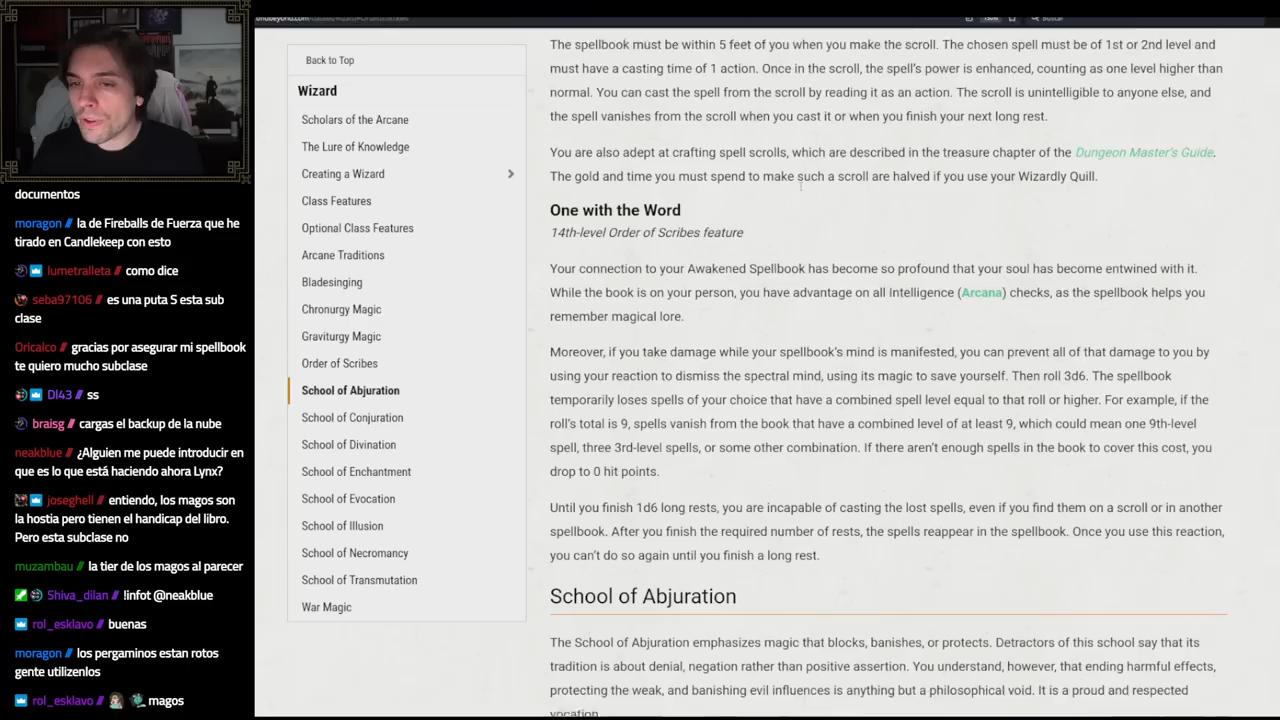 documentos
moragon // la de Fireballs de Fuerza que he
tirado en Candlekeep con esto
lumetralleta // como dice
seba97106 // es una puta S esta sub
clase
Oricalco // gracias por asegurar mi spellbook
te quiero mucho subclase
Dl43 // ss
braisg // cargas el backup de la nube
neakblue // ¿Alguien me puede introducir en
que es lo que está haciendo ahora Lynx?
joseghell // entiendo, los magos son
la hostia pero tienen el handicap del libro.
Pero esta subclase no
muzambau // la tier de los magos al parecer
Shiva_dilan // !infot @neakblue
rol_esklavo // buenas
moragon // los pergaminos estan rotos
gente utilizenlos
rol_esklavo // magos
Back to Top
Wizard
Scholars of the Arcane
The Lure of Knowledge
Creating a Wizard
Class Features
Optional Class Features
Arcane Traditions
Bladesinging
Chronurgy Magic
Graviturgy Magic
Order of Scribes
School of Abjuration
School of Conjuration
School of Divination
School of Enchantment
School of Evocation
School of Illusion
School of Necromancy
School of Transmutation
War Magic
The spellbook must be within 5 feet of you when you make the scroll. The chosen spell must be of 1st or 2nd level and
must have a casting time of 1 action. Once in the scroll, the spell's power is enhanced, counting as one level higher than
normal. You can cast the spell from the scroll by reading it as an action. The scroll is unintelligible to anyone else, and
the spell vanishes from the scroll when you cast it or when you finish your next long rest.
You are also adept at crafting spell scrolls, which are described in the treasure chapter of the Dungeon Master's Guide.
The gold and time you must spend to make such a scroll are halved if you use your Wizardly Quill.
One with the Word
14th-level Order of Scribes feature
Your connection to your Awakened Spellbook has become so profound that your soul has become entwined with it.
While the book is on your person, you have advantage on all Intelligence (Arcana) checks, as the spellbook helps you
remember magical lore.
Moreover, if you take damage while your spellbook's mind is manifested, you can prevent all of that damage to you by
using your reaction to dismiss the spectral mind, using its magic to save yourself. Then roll 3d6. The spellbook
temporarily loses spells of your choice that have a combined spell level equal to that roll or higher. For example, if the
roll's total is 9, spells vanish from the book that have a combined level of at least 9, which could mean one 9th-level
spell, three 3rd-level spells, or some other combination. If there aren't enough spells in the book to cover this cost, you
drop to 0 hit points.
Until you finish 1d6 long rests, you are incapable of casting the lost spells, even if you find them on a scroll or in another
spellbook. After you finish the required number of rests, the spells reappear in the spellbook. Once you use this reaction,
you can't do so again until you finish a long rest.
School of Abjuration
The School of Abjuration emphasizes magic that blocks, banishes, or protects. Detractors of this school say that its
tradition is about denial, negation rather than positive assertion. You understand, however, that ending harmful effects,
protecting the weak, and banishing evil influences is anything but a philosophical void. It is a proud and respected
vocation.